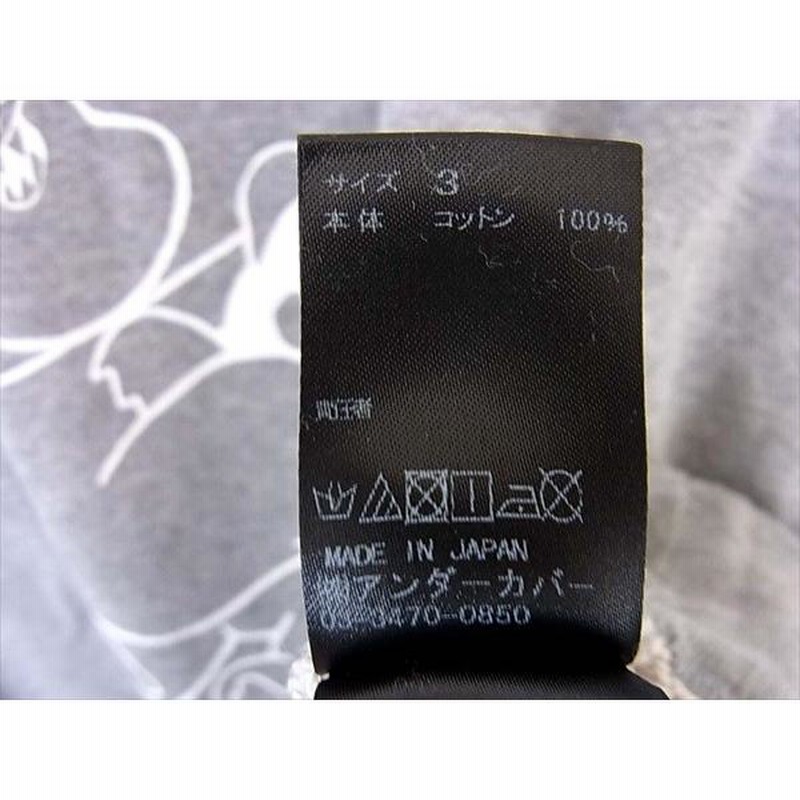 サイズ 3
本体 コットン 100%
MADE IN JAPAN
㈱アンダーカバー
03-3470-0850